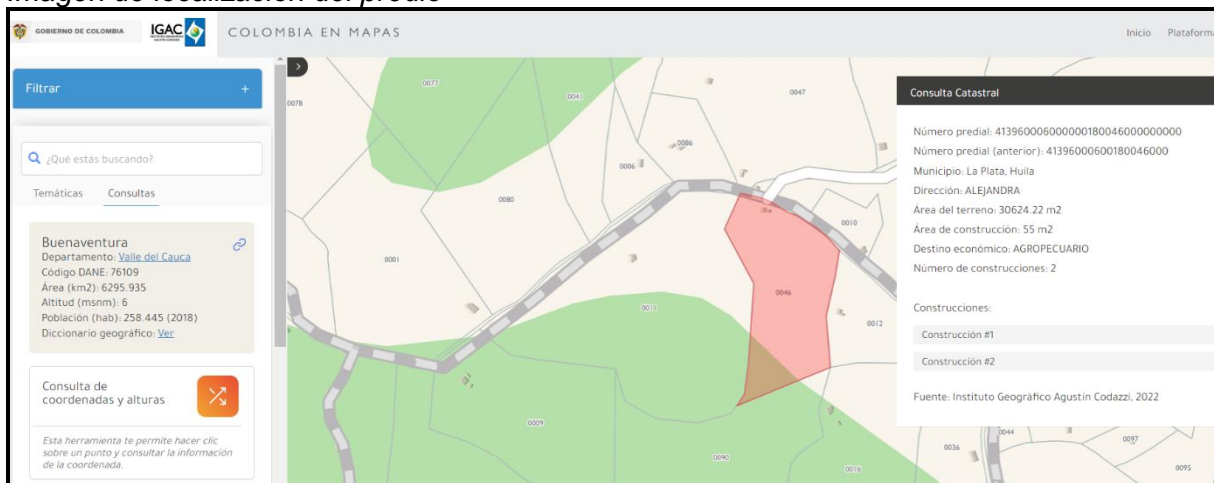 Imagen de localización del predio
GOBIERNO DE COLOMBIA
IGAC
COLOMBIA EN MAPAS
Inicio Plataforma
Filtrar +
¿Qué estás buscando?
Temáticas Consultas
Buenaventura
Departamento: Valle del Cauca
Código DANE: 76109
Área (km2): 6295.935
Altitud (msnm): 6
Población (hab): 258.445 (2018)
Diccionario geográfico: Ver
Consulta de
coordenadas y alturas
Esta herramienta te permite hacer clic
sobre un punto y consultar la información
de la coordenada.
0078
0077
0041
0047
0006
0086
0080
0010
0001
0046
0011
0012
0009
0090
0016
0036
0044
0097
0095
Consulta Catastral
Número predial: 413960006000000180046000000000
Número predial (anterior): 41396000600180046000
Municipio: La Plata, Huila
Dirección: ALEJANDRA
Área del terreno: 30624.22 m2
Área de construcción: 55 m2
Destino económico: AGROPECUARIO
Número de construcciones: 2
Construcciones:
Construcción #1
Construcción #2
Fuente: Instituto Geográfico Agustín Codazzi, 2022